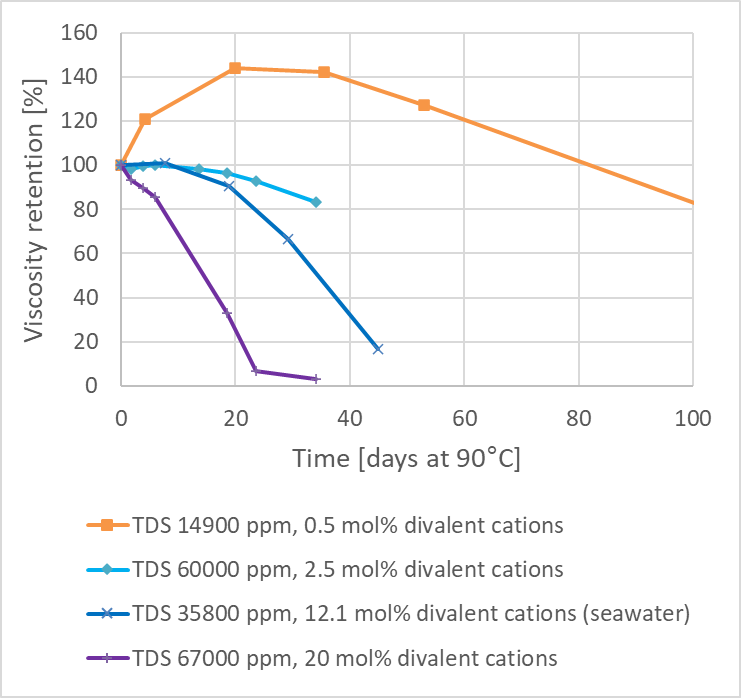 160
140
120
100
80
60
40
20
0
Viscosity retention [%]
0 20 40 60 80 100
Time [days at 90°C]
TDS 14900 ppm, 0.5 mol% divalent cations
TDS 60000 ppm, 2.5 mol% divalent cations
TDS 35800 ppm, 12.1 mol% divalent cations (seawater)
TDS 67000 ppm, 20 mol% divalent cations